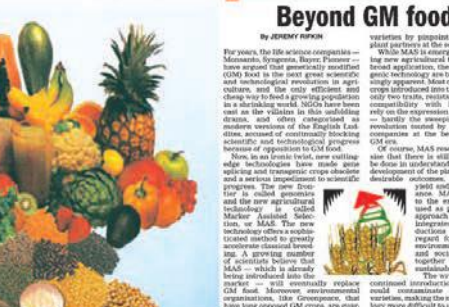 Beyond GM food
By JEREMY RIFKIN
For years, the life science companies —
Monsanto, Syngenta, Bayer, Pioneer —
have argued that genetically modified
(GM) food is the next great scientific
and technological revolution in agri-
culture, and the only efficient and
cheap way to feed a growing population
in a shrinking world. NGOs have been
cast as the villains in this unfolding
drama, and often categorised as
modern versions of the English Lud-
dites, accused of continually blocking
scientific and technological progress
because of opposition to GM food.
Now, in an ironic twist, new cutting-
edge technologies have made gene
splicing and transgenic crops obsolete
and a serious impediment to scientific
progress. The new fron-
tier is called genomics
and the new agricultural
technology is called
Marker Assisted Selec-
tion, or MAS. The new
technology offers a sophis-
ticated method to greatly
accelerate classical breed-
ing. A growing number
of scientists believe that
MAS — which is already
being introduced into the
market — will eventually replace
GM food. Moreover, environmental
organisations, like Greenpeace, that
have long opposed GM crops, are
varieties by pinpoint
plant partners at the
While MAS is emerg
ing new agricultural
broad application, the
genic technology are
singly apparent. Most
crops introduced into
only two traits, resist
compatibility with
rely on the expression
— hardly the sweep
revolution touted by
companies at the be
GM era.
Of course, MAS rese
size that there is still
be done in understand
development of the pl
desirable outcomes,
yield and
ance. MA
to the e
used as p
approach
integrates
ductions
regard f
environm
and soci
together
sustainab
The wr
continued introductio
could contaminate
varieties, making the